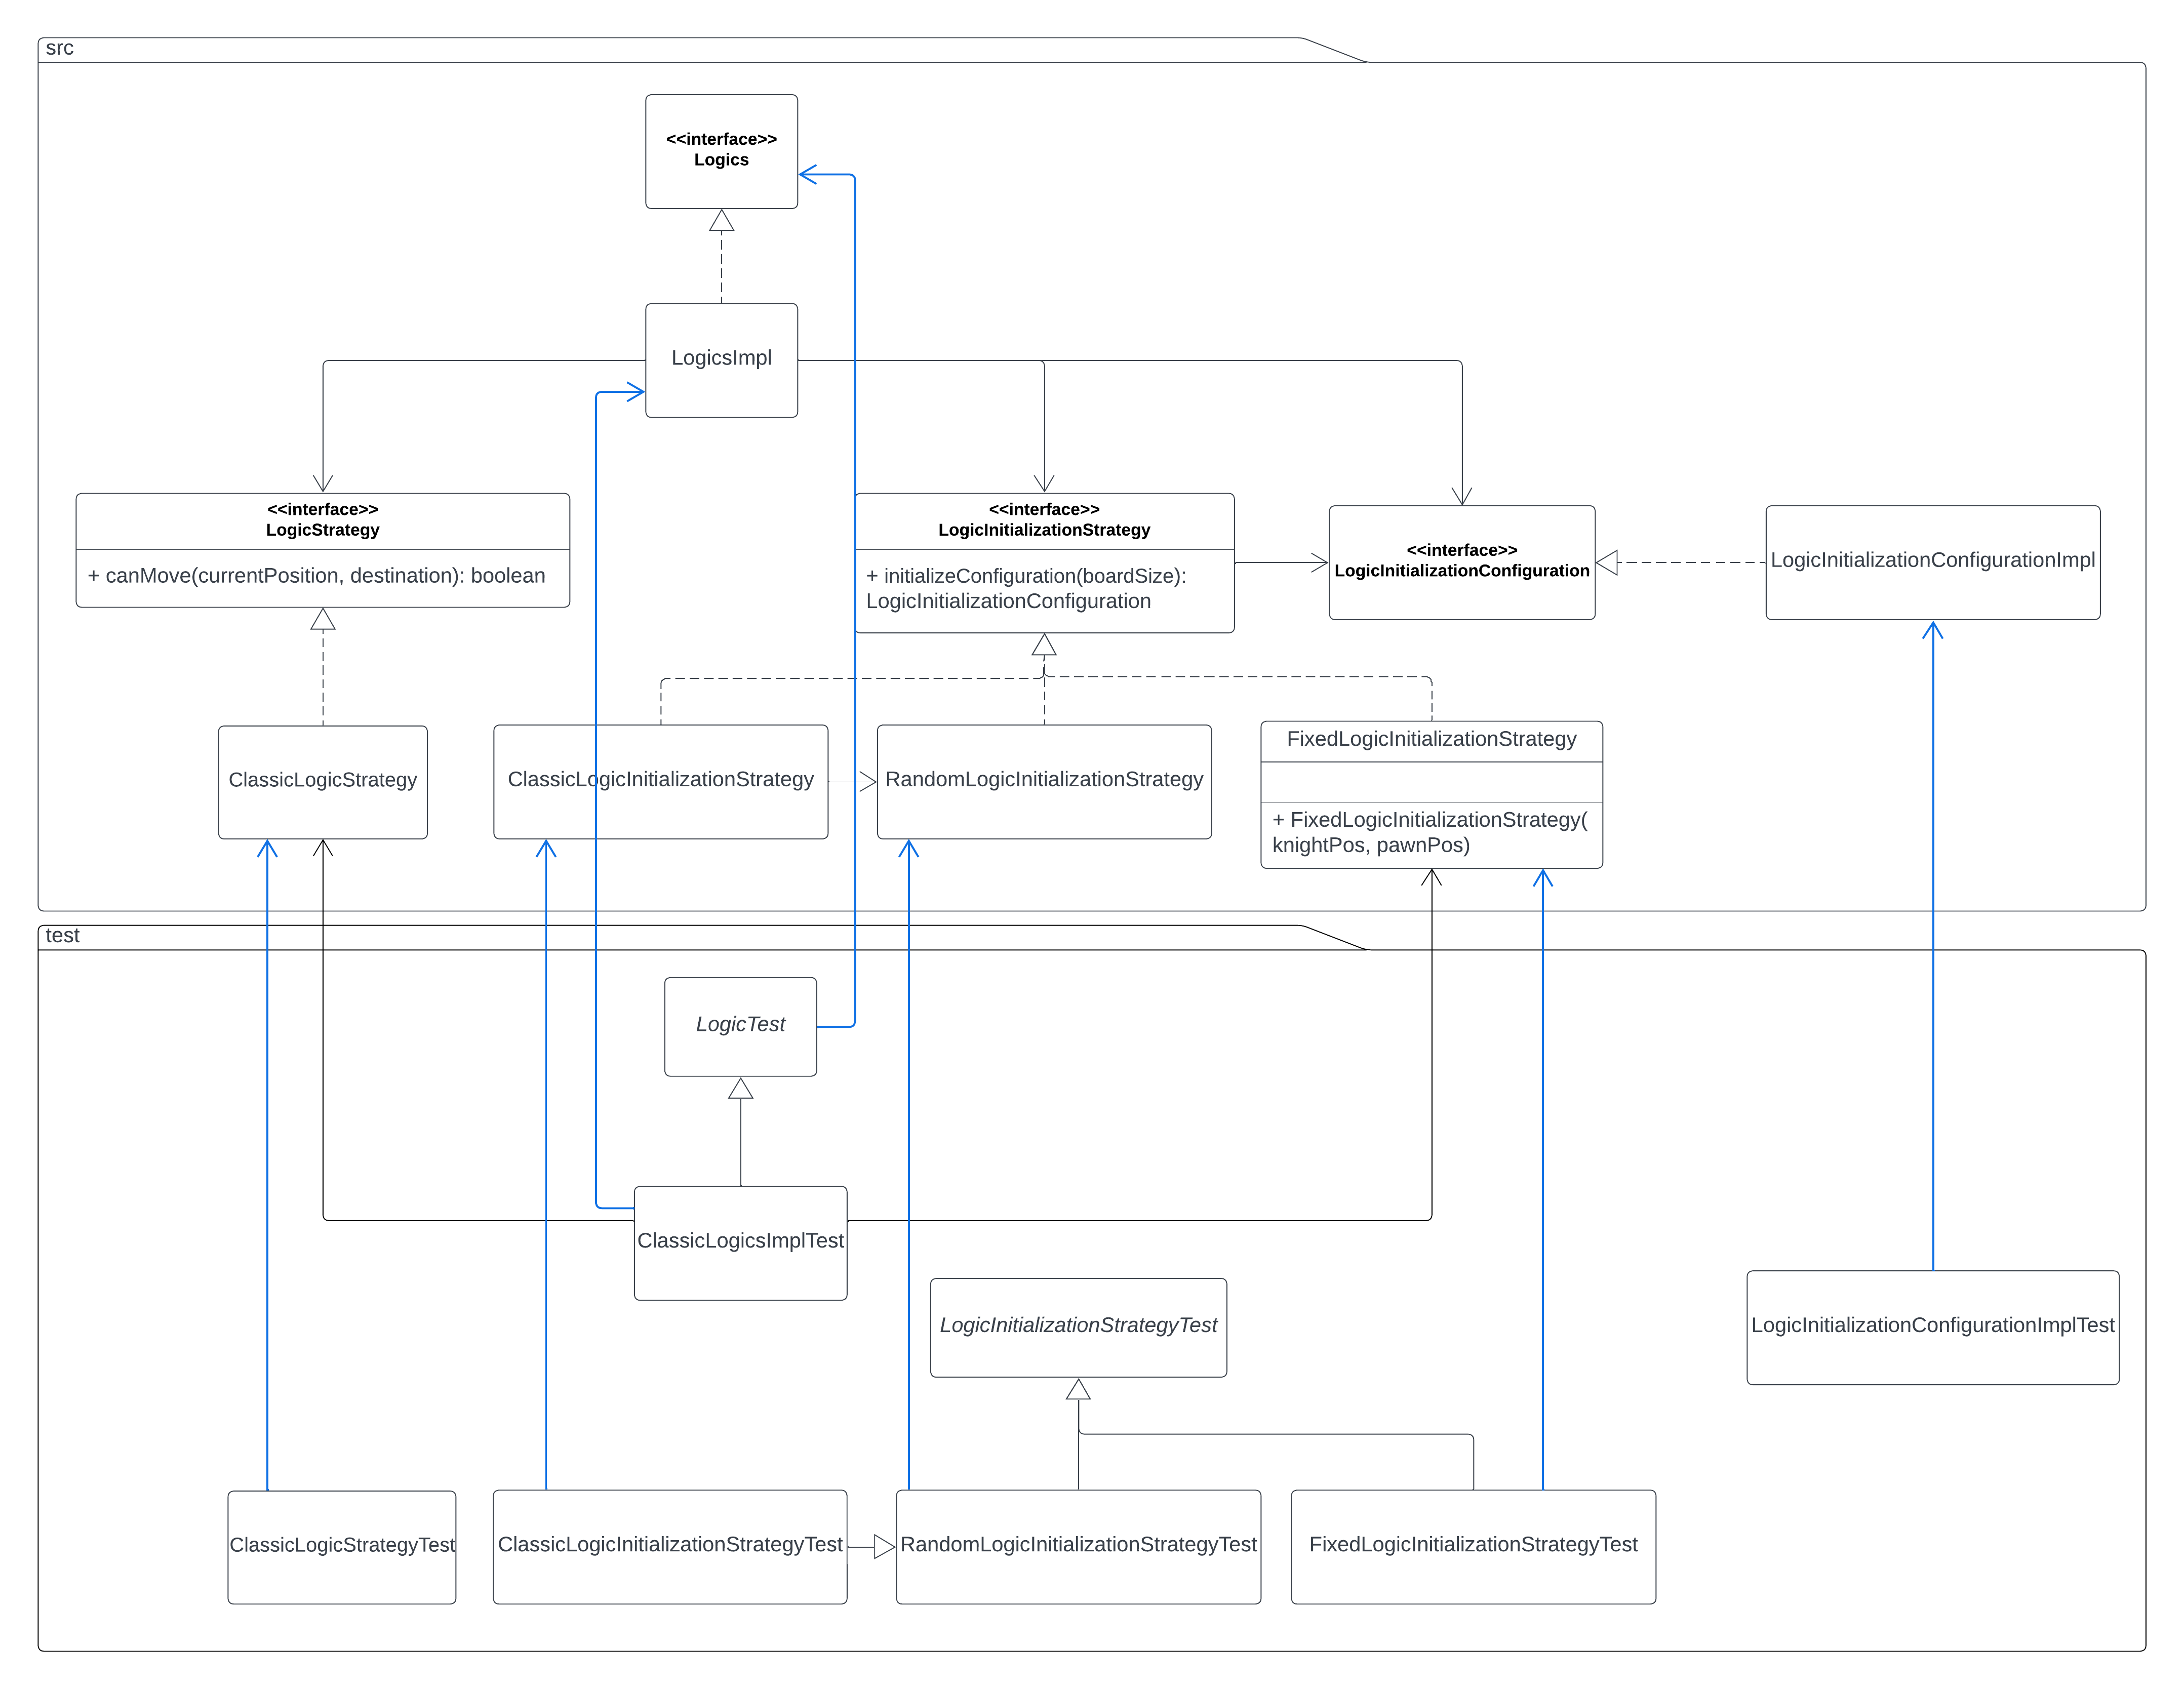 src
<<interface>>
Logics
LogicsImpl
<<interface>>
LogicStrategy
+ canMove(currentPosition, destination): boolean
<<interface>>
LogicInitializationStrategy
+ initializeConfiguration(boardSize):
LogicInitializationConfiguration
<<interface>>
LogicInitializationConfiguration
LogicInitializationConfigurationImpl
ClassicLogicStrategy
ClassicLogicInitializationStrategy
RandomLogicInitializationStrategy
FixedLogicInitializationStrategy
+ FixedLogicInitializationStrategy(
knightPos, pawnPos)
test
LogicTest
ClassicLogicsImplTest
LogicInitializationStrategyTest
LogicInitializationConfigurationImplTest
ClassicLogicStrategyTest
ClassicLogicInitializationStrategyTest
RandomLogicInitializationStrategyTest
FixedLogicInitializationStrategyTest